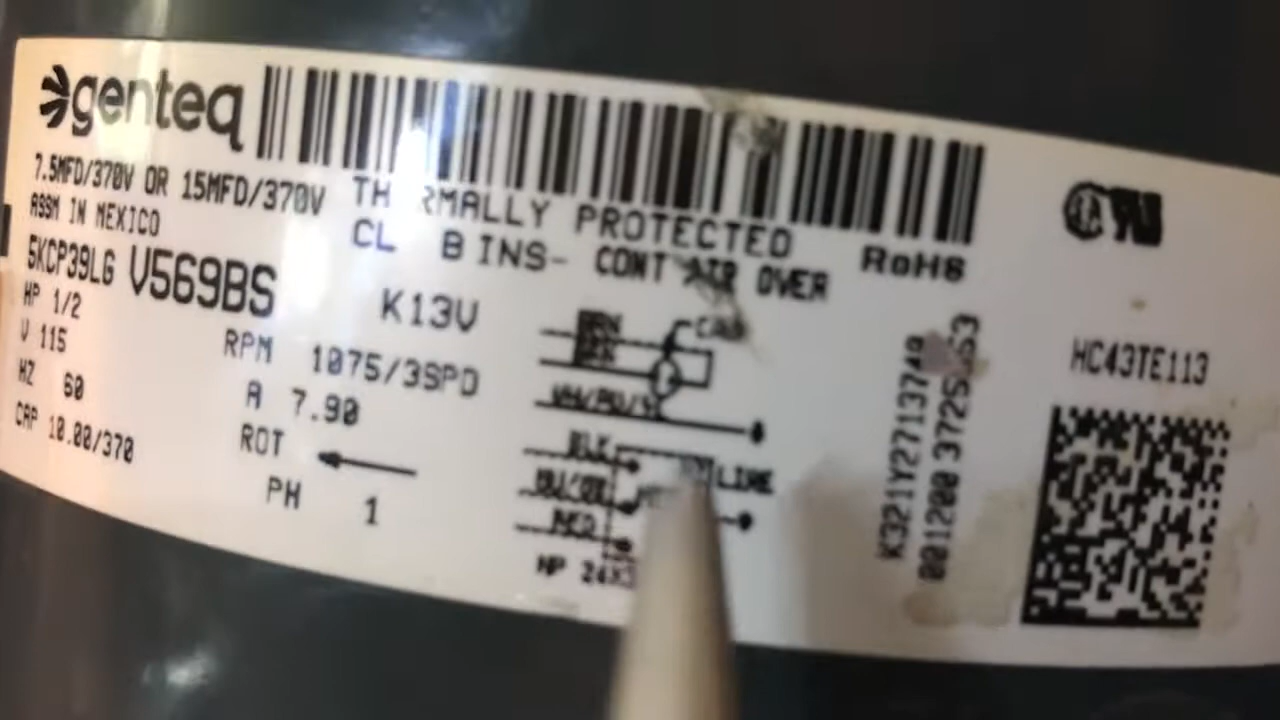 genteq
7.5MFD/370V OR 15MFD/370V
ASSM IN MEXICO
TH RMALLY PROTECTED
CL B INS- CONT AIR OVER
RoHS
5KCP39LG V569BS
K13V
HP 1/2
V 115
RPM 1075/3SPD
HZ 60
A 7.90
CAP 10.00/370
ROT
PH 1
CAP
BLK
RED
LINE
K321Y2713749
HC43TE113